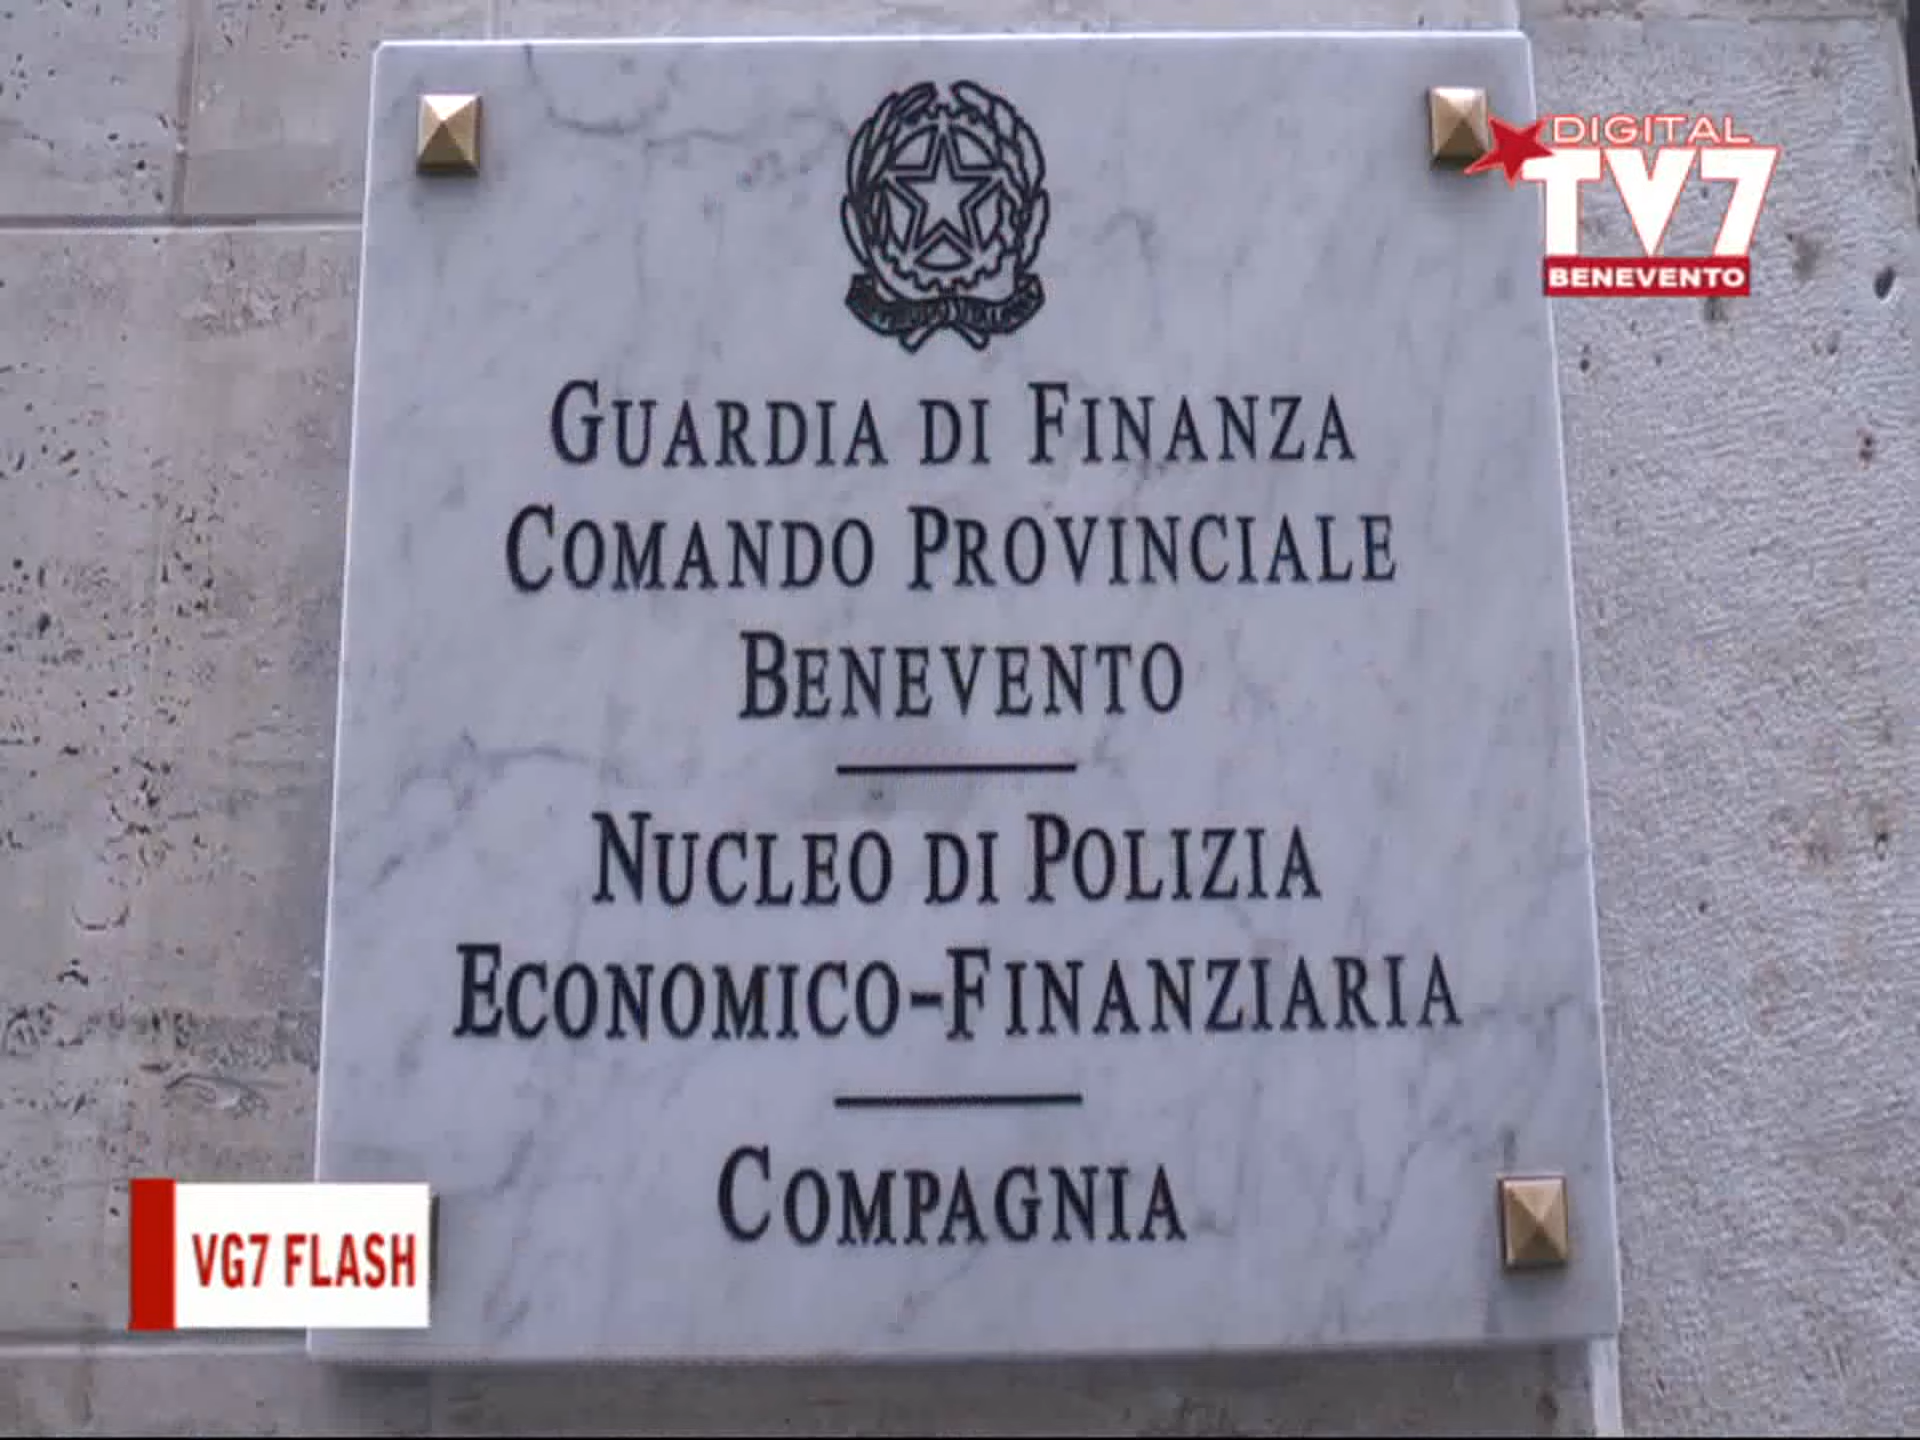 DIGITAL
TV7
BENEVENTO
GUARDIA DI FINANZA
COMANDO PROVINCIALE
BENEVENTO
NUCLEO DI POLIZIA
ECONOMICO-FINANZIARIA
COMPAGNIA
VG7 FLASH